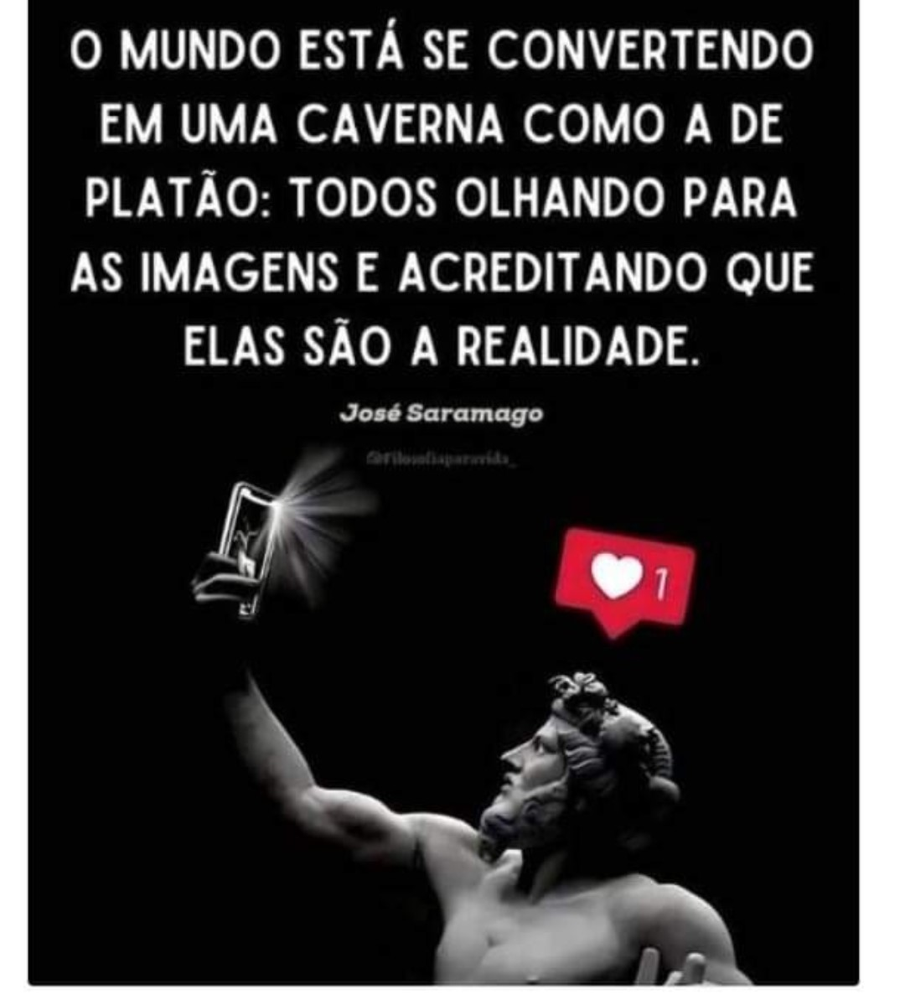 O MUNDO ESTÁ SE CONVERTENDO
EM UMA CAVERNA COMO A DE
PLATÃO: TODOS OLHANDO PARA
AS IMAGENS E ACREDITANDO QUE
ELAS SÃO A REALIDADE.
José Saramago
@Filosofiaparavida_
1